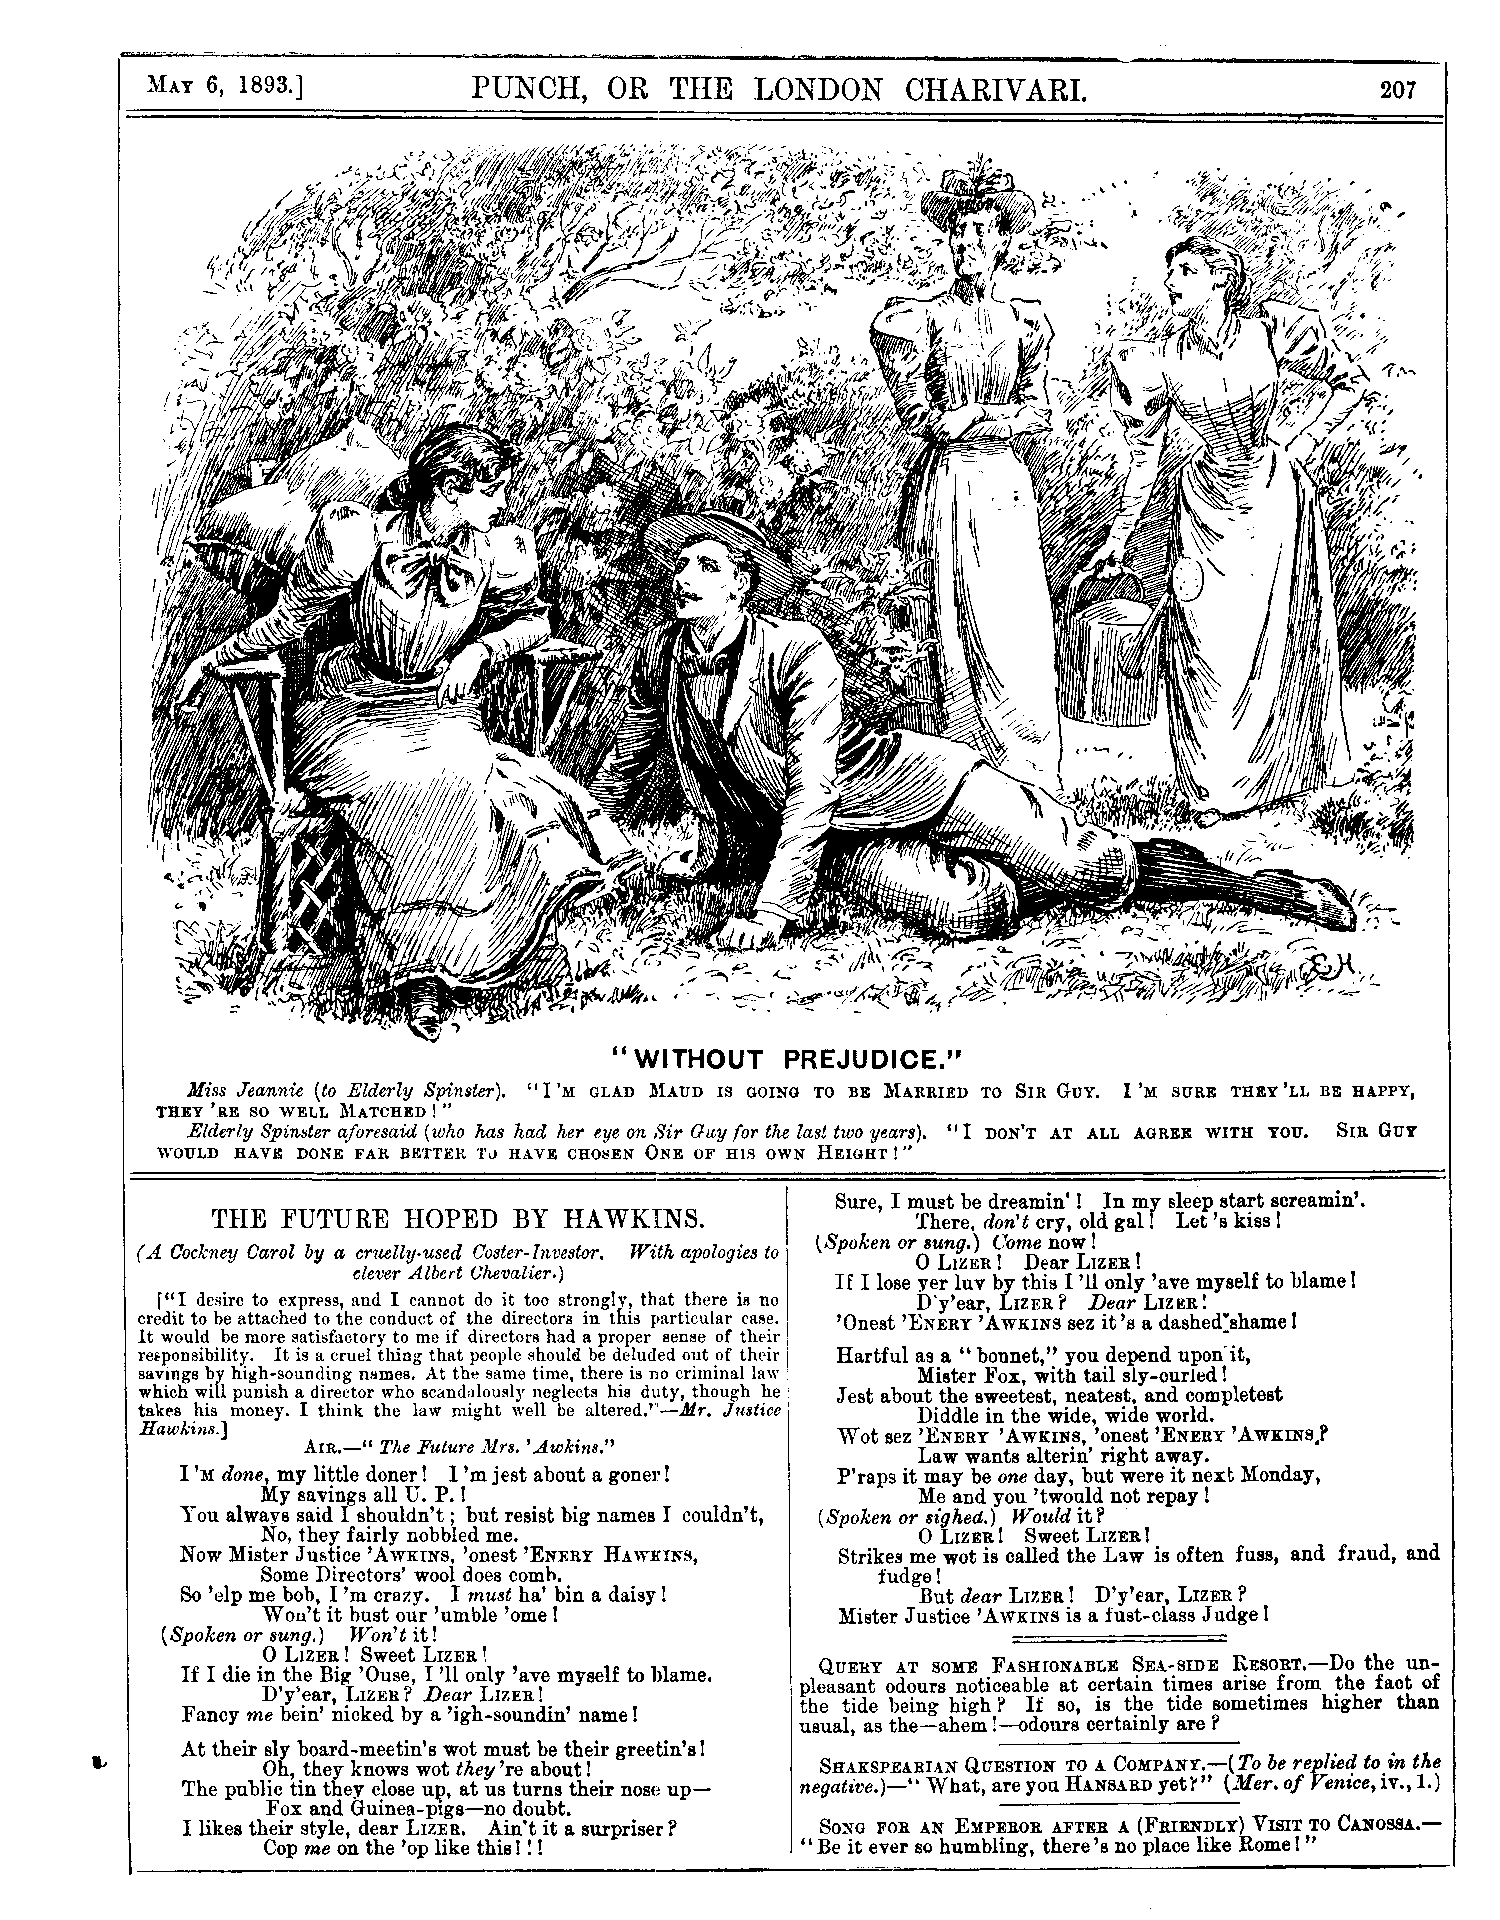 MAY 6, 1893.] PUNCH, OR THE LONDON CHARIVARI. 207
"WITHOUT PREJUDICE."
Miss Jeannie (to Elderly Spinster). "I'M GLAD MAUD IS GOING TO BE MARRIED TO SIR GUY. I'M SURE THEY'LL BE HAPPY,
THEY'RE SO WELL MATCHED!"
Elderly Spinster aforesaid (who has had her eye on Sir Guy for the last two years). "I DON'T AT ALL AGREE WITH YOU. SIR GUY
WOULD HAVE DONE FAR BETTER TO HAVE CHOSEN ONE OF HIS OWN HEIGHT!"
THE FUTURE HOPED BY HAWKINS.
(A Cockney Carol by a cruelly-used Coster-Investor. With apologies to
clever Albert Chevalier.)
["I desire to express, and I cannot do it too strongly, that there is no
credit to be attached to the conduct of the directors in this particular case.
It would be more satisfactory to me if directors had a proper sense of their
responsibility. It is a cruel thing that people should be deluded out of their
savings by high-sounding names. At the same time, there is no criminal law
which will punish a director who scandalously neglects his duty, though he
takes his money. I think the law might well be altered."—Mr. Justice
Hawkins.]
AIR.—"The Future Mrs. 'Awkins."
I'M done, my little doner! I'm jest about a goner!
My savings all U. P.!
You always said I shouldn't; but resist big names I couldn't,
No, they fairly nobbled me.
Now Mister Justice 'AWKINS, 'onest 'ENERY HAWKINS,
Some Directors' wool does comb.
So 'elp me bob, I'm crazy. I must ha' bin a daisy!
Won't it bust our 'umble 'ome!
(Spoken or sung.) Won't it!
O LIZER! Sweet LIZER!
If I die in the Big 'Ouse, I'll only 'ave myself to blame.
D'y'ear, LIZER? Dear LIZER!
Fancy me bein' nicked by a 'igh-soundin' name!
At their sly board-meetin's wot must be their greetin's!
Oh, they knows wot they're about!
The public tin they close up, at us turns their nose up—
Fox and Guinea-pigs—no doubt.
I likes their style, dear LIZER. Ain't it a surpriser?
Cop me on the 'op like this!!!
Sure, I must be dreamin'! In my sleep start screamin'.
There, don't cry, old gal! Let's kiss!
(Spoken or sung.) Come now!
O LIZER! Dear LIZER!
If I lose yer luv by this I'll only 'ave myself to blame!
D'y'ear, LIZER? Dear LIZER!
'Onest 'ENERY 'AWKINS sez it's a dashed shame!
Hartful as a "bonnet," you depend upon it,
Mister Fox, with tail sly-curled!
Jest about the sweetest, neatest, and completest
Diddle in the wide, wide world.
Wot sez 'ENERY 'AWKINS, 'onest 'ENERY 'AWKINS?
Law wants alterin' right away.
P'raps it may be one day, but were it next Monday,
Me and you 'twould not repay!
(Spoken or sighed.) Would it?
O LIZER! Sweet LIZER!
Strikes me wot is called the Law is often fuss, and fraud, and
fudge!
But dear LIZER! D'y'ear, LIZER?
Mister Justice 'AWKINS is a fust-class Judge!
QUERY AT SOME FASHIONABLE SEA-SIDE RESORT.—Do the un-
pleasant odours noticeable at certain times arise from the fact of
the tide being high? If so, is the tide sometimes higher than
usual, as the—ahem!—odours certainly are?
SHAKSPEARIAN QUESTION TO A COMPANY.—(To be replied to in the
negative.)—"What, are you HANSARD yet?" (Mer. of Venice, iv., 1.)
SONG FOR AN EMPEROR AFTER A (FRIENDLY) VISIT TO CANOSSA.—
"Be it ever so humbling, there's no place like Rome!"